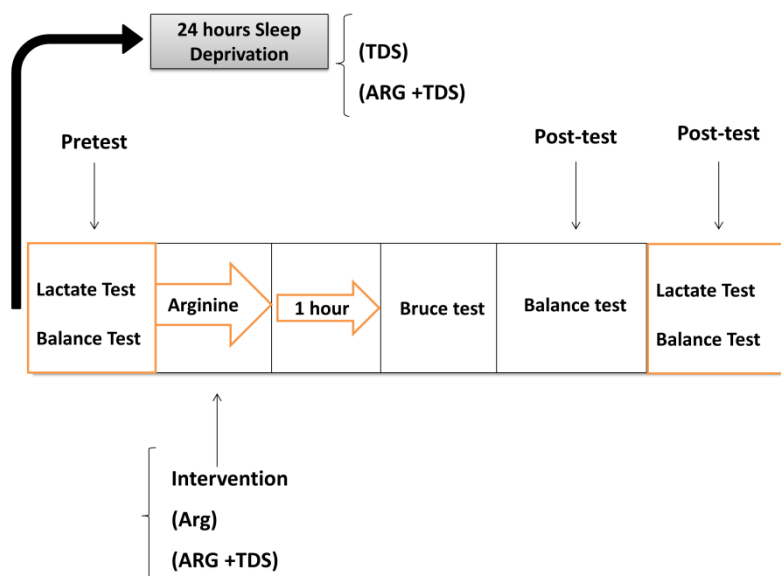 24 hours Sleep
Deprivation
(TDS)
(ARG +TDS)
Pretest
Post-test
Post-test
Lactate Test
Balance Test
Arginine
1 hour
Bruce test
Balance test
Lactate Test
Balance Test
Intervention
(Arg)
(ARG +TDS)